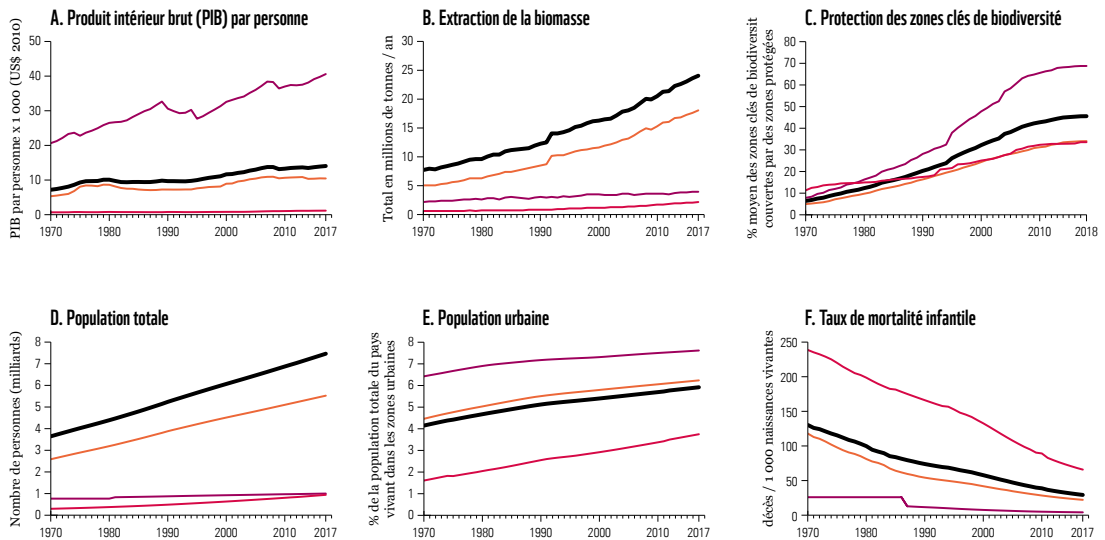 A. Produit intérieur brut (PIB) par personne
PIB par personne x 1 000 (US$ 2010)
50
40
30
20
10
0
1970 1980 1990 2000 2010 2017
B. Extraction de la biomasse
Total en millions de tonnes / an
30
25
20
15
10
5
0
1970 1980 1990 2000 2010 2017
C. Protection des zones clés de biodiversité
% moyen des zones clés de biodiversit
couvertes par des zones protégées
80
70
60
50
40
30
20
10
0
1970 1980 1990 2000 2010 2018
D. Population totale
Nombre de personnes (milliards)
8
7
6
5
4
3
2
1
0
1970 1980 1990 2000 2010 2017
E. Population urbaine
% de la population totale du pays
vivant dans les zones urbaines
8
7
6
5
4
3
2
1
0
1970 1980 1990 2000 2010 2017
F. Taux de mortalité infantile
décès / 1 000 naissances vivantes
250
200
150
100
50
0
1970 1980 1990 2000 2010 2017